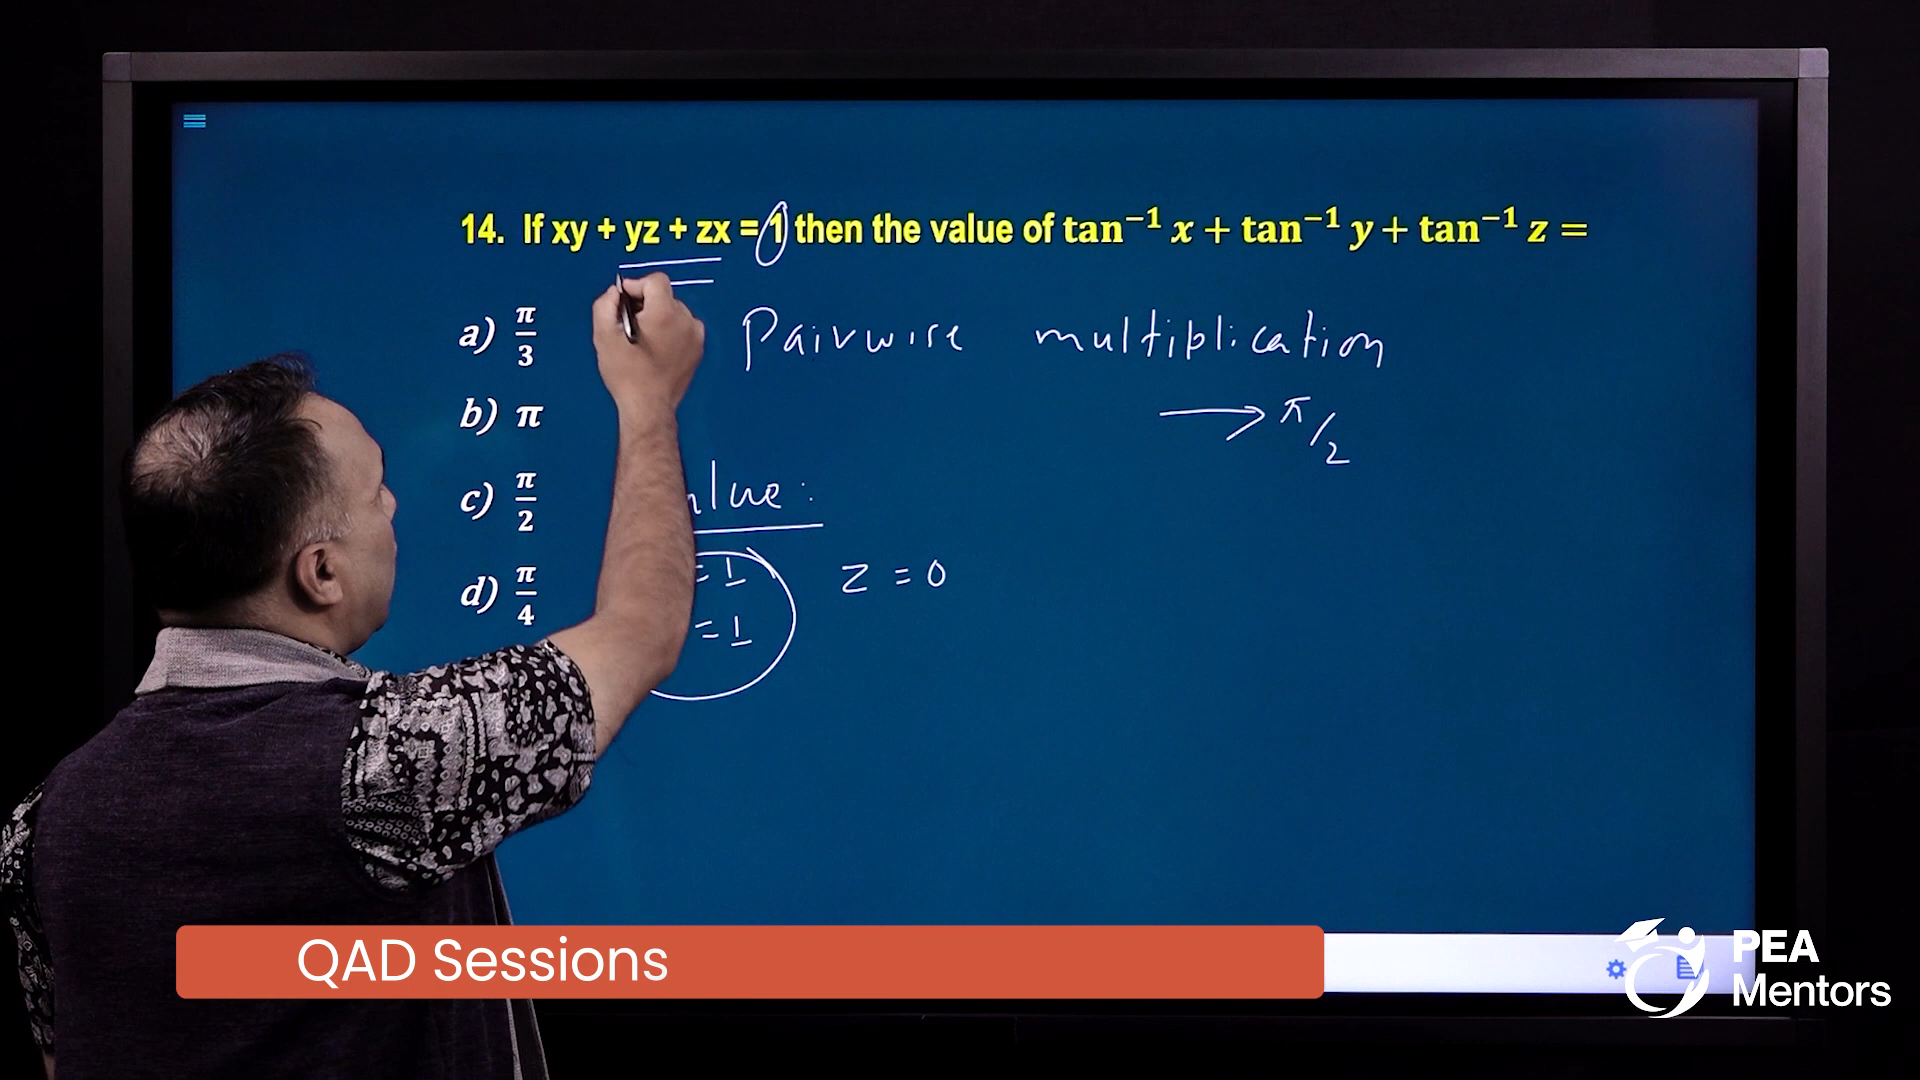 14. If xy + yz + zx = 1 then the value of tan⁻¹ x + tan⁻¹ y + tan⁻¹ z =
a) π/3
Pairwise multiplication
b) π
→ π/2
c) π/2
d) π/4
= 1 z = 0
= 1
QAD Sessions
PEA
Mentors